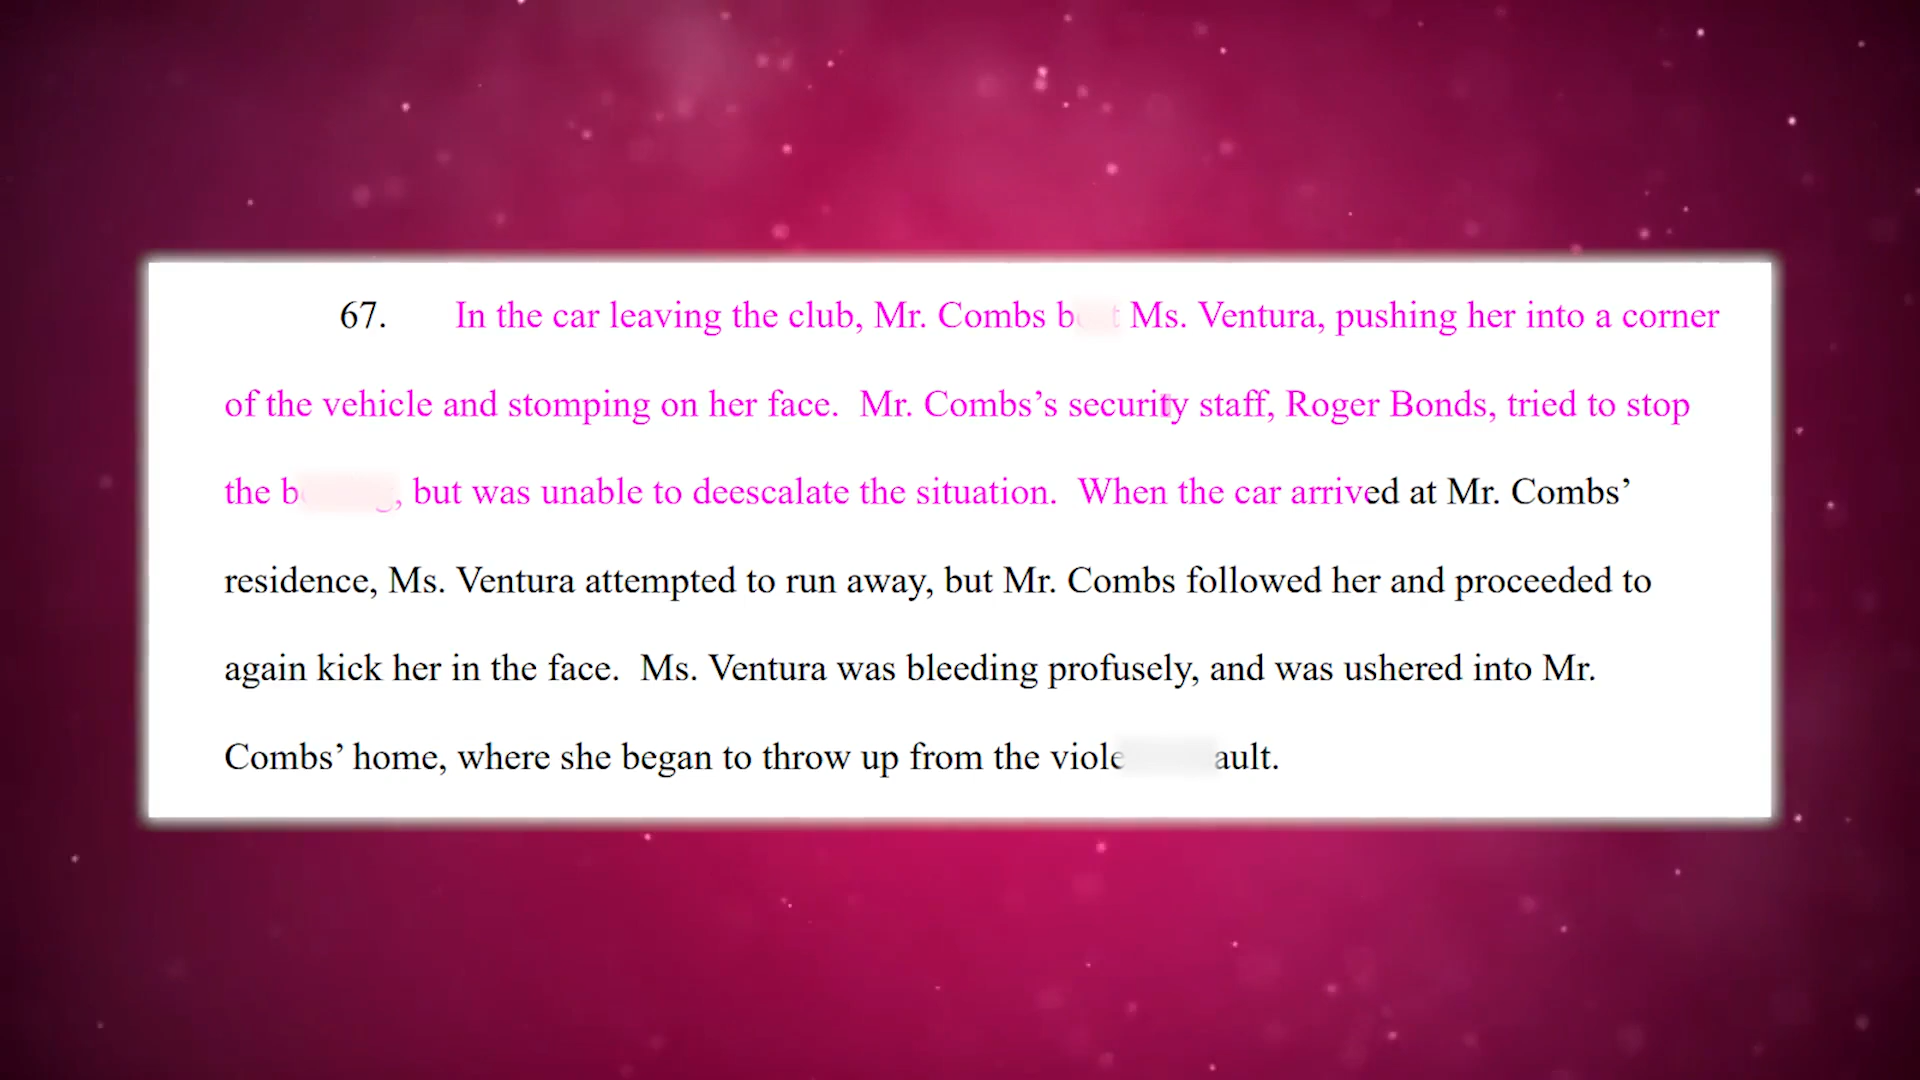 67. In the car leaving the club, Mr. Combs Ms. Ventura, pushing her into a corner
of the vehicle and stomping on her face. Mr. Combs’s security staff, Roger Bonds, tried to stop
the , but was unable to deescalate the situation. When the car arrived at Mr. Combs’
residence, Ms. Ventura attempted to run away, but Mr. Combs followed her and proceeded to
again kick her in the face. Ms. Ventura was bleeding profusely, and was ushered into Mr.
Combs’ home, where she began to throw up from the